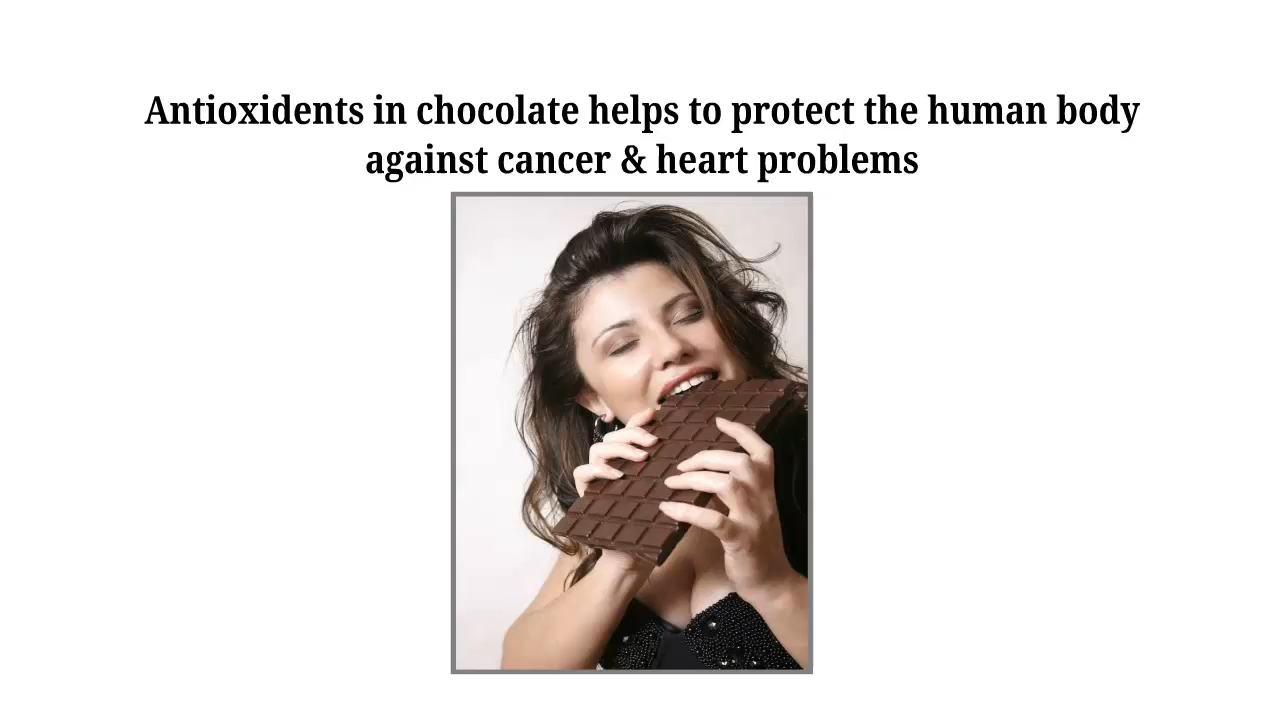 Antioxidents in chocolate helps to protect the human body
against cancer & heart problems